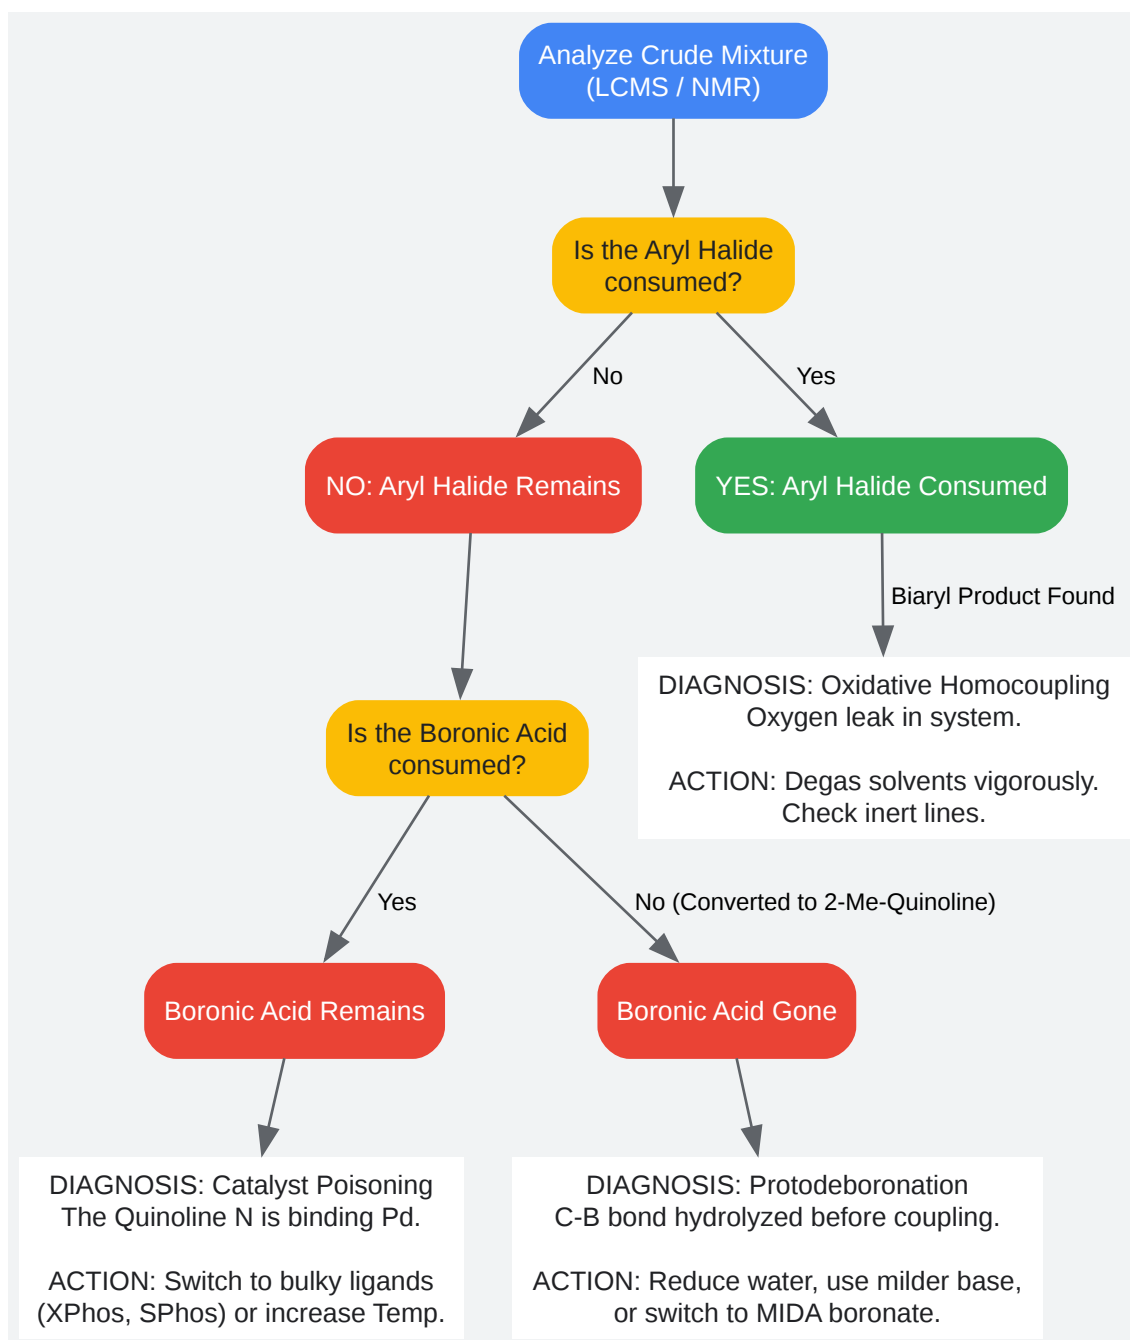 Analyze Crude Mixture
(LCMS / NMR)
Is the Aryl Halide
consumed?
No
Yes
NO: Aryl Halide Remains
YES: Aryl Halide Consumed
Biaryl Product Found
DIAGNOSIS: Oxidative Homocoupling
Oxygen leak in system.
ACTION: Degas solvents vigorously.
Check inert lines.
Is the Boronic Acid
consumed?
Yes
No (Converted to 2-Me-Quinoline)
Boronic Acid Remains
Boronic Acid Gone
DIAGNOSIS: Catalyst Poisoning
The Quinoline N is binding Pd.
ACTION: Switch to bulky ligands
(XPhos, SPhos) or increase Temp.
DIAGNOSIS: Protodeboronation
C-B bond hydrolyzed before coupling.
ACTION: Reduce water, use milder base,
or switch to MIDA boronate.